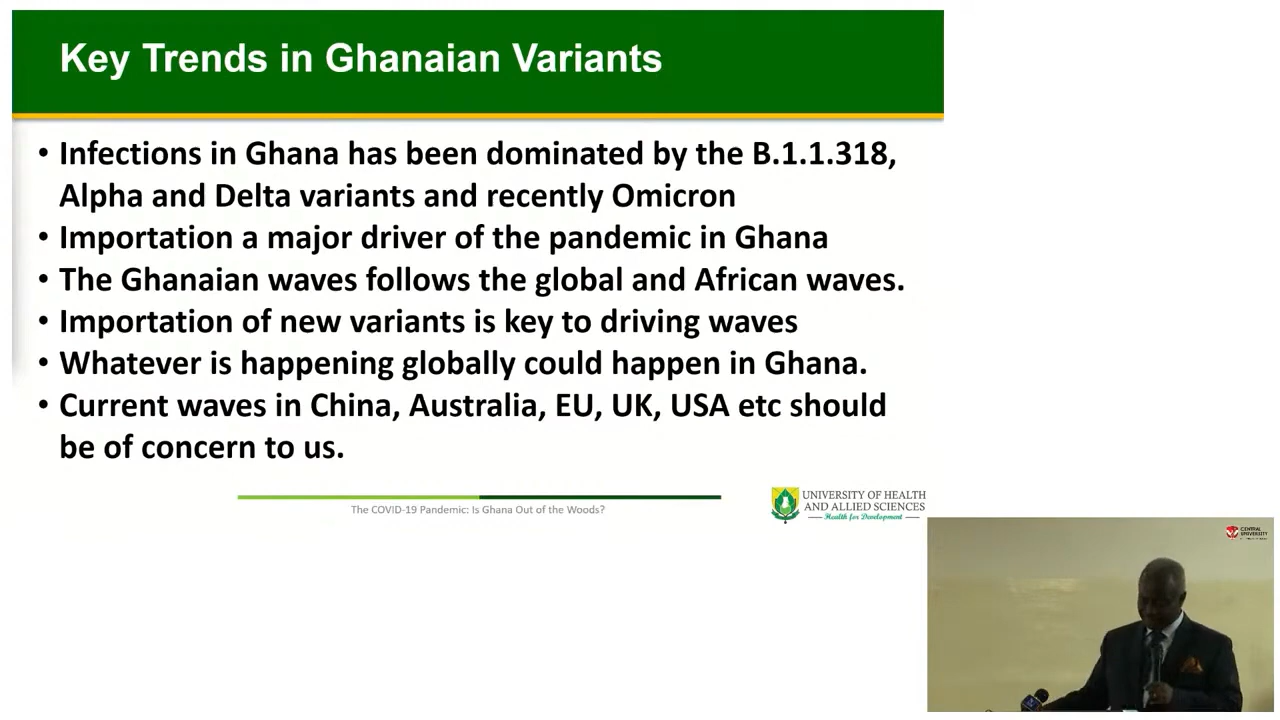 Key Trends in Ghanaian Variants
• Infections in Ghana has been dominated by the B.1.1.318,
Alpha and Delta variants and recently Omicron
• Importation a major driver of the pandemic in Ghana
• The Ghanaian waves follows the global and African waves.
• Importation of new variants is key to driving waves
• Whatever is happening globally could happen in Ghana.
• Current waves in China, Australia, EU, UK, USA etc should
be of concern to us.
The COVID-19 Pandemic: Is Ghana Out of the Woods?
UNIVERSITY OF HEALTH
AND ALLIED SCIENCES
Health for Development
CENTRAL
UNIVERSITY